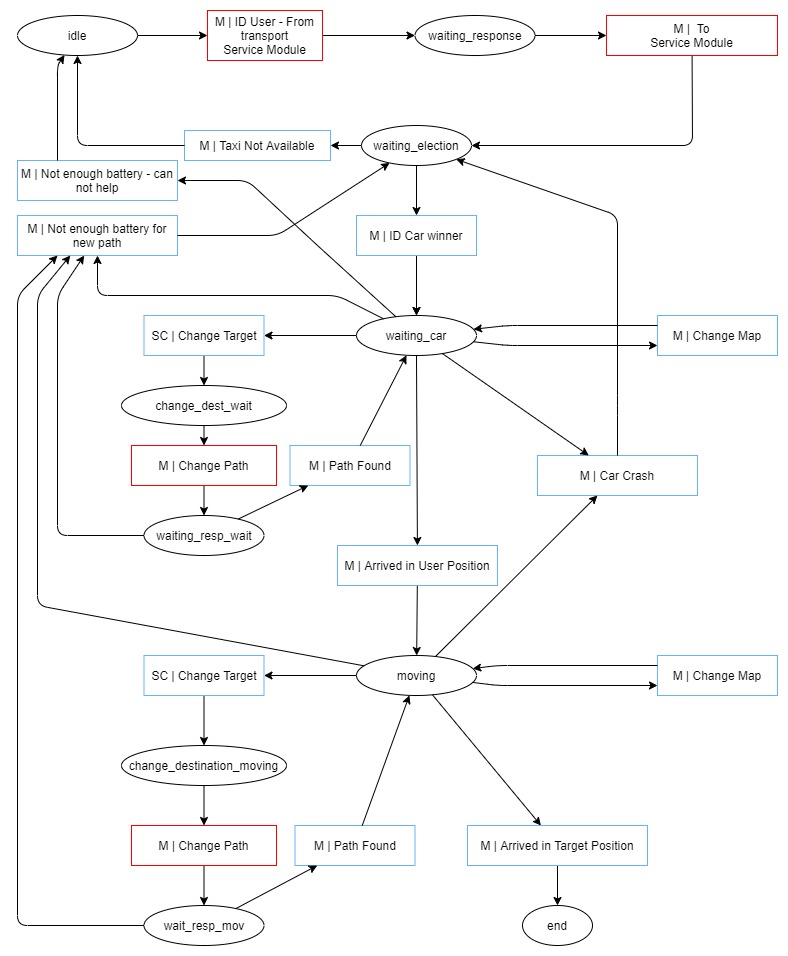 idle
M | ID User - From
transport
Service Module
waiting_response
M |  To
Service Module
M | Taxi Not Available
waiting_election
M | Not enough battery - can
not help
M | Not enough battery for
new path
M | ID Car winner
SC | Change Target
waiting_car
M | Change Map
change_dest_wait
M | Change Path
M | Path Found
M | Car Crash
waiting_resp_wait
M | Arrived in User Position
SC | Change Target
moving
M | Change Map
change_destination_moving
M | Change Path
M | Path Found
M | Arrived in Target Position
wait_resp_mov
end